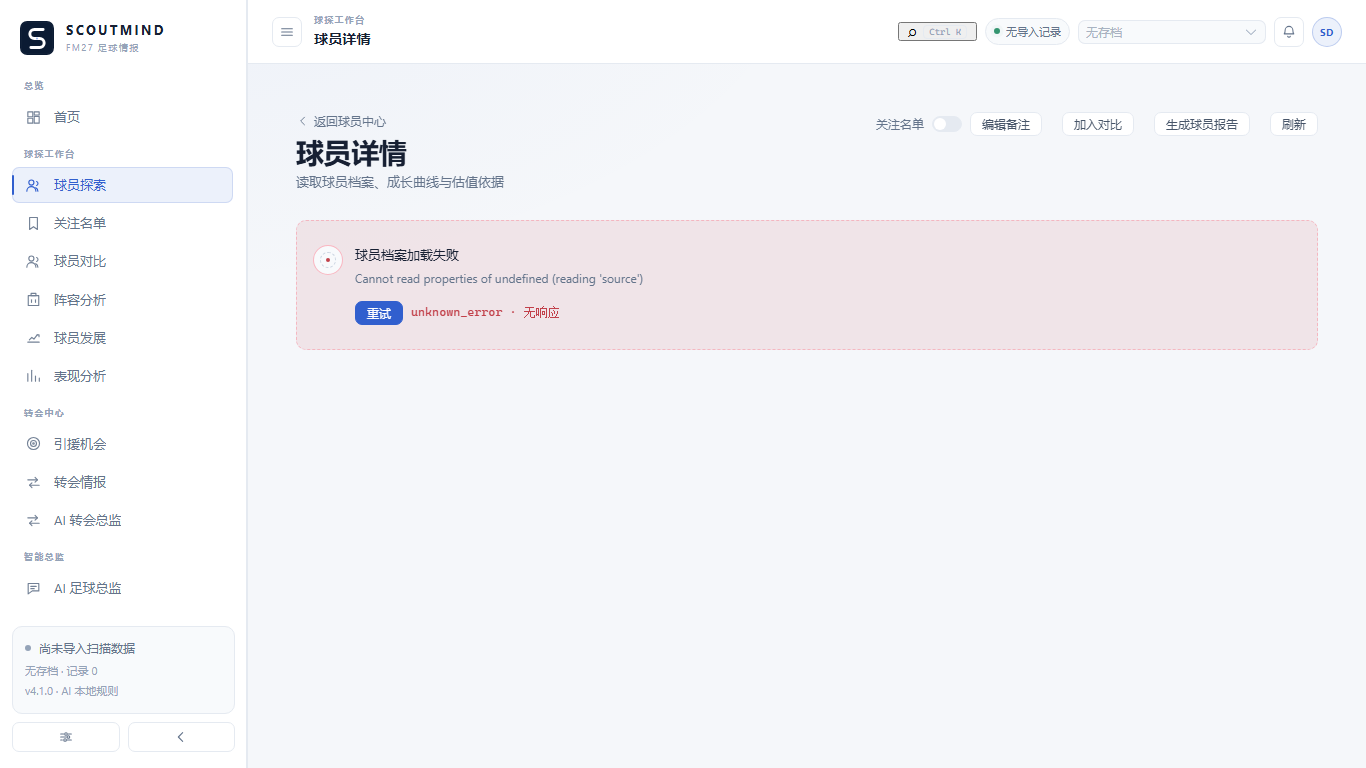 SCOUTMIND
FM27 足球情报
总览
首页
球探工作台
球员探索
关注名单
球员对比
阵容分析
球员发展
表现分析
转会中心
引援机会
转会情报
AI 转会总监
智能总监
AI 足球总监
尚未导入扫描数据
无存档 · 记录 0
v4.1.0 · AI 本地规则
球探工作台
球员详情
Ctrl K
无导入记录
无存档
SD
返回球员中心
球员详情
读取球员档案、成长曲线与估值依据
关注名单
编辑备注
加入对比
生成球员报告
刷新
球员档案加载失败
Cannot read properties of undefined (reading 'source')
重试 unknown_error · 无响应